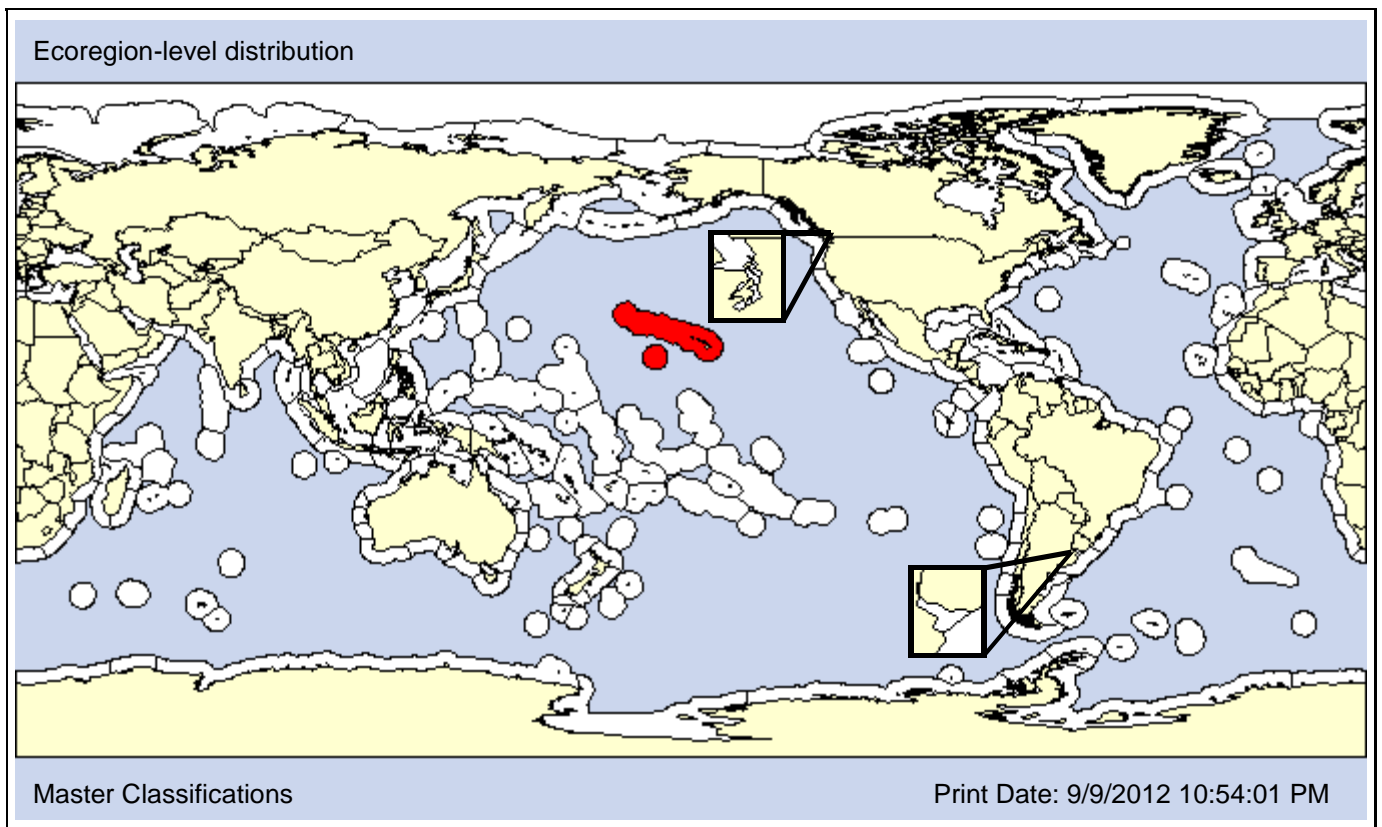 Ecoregion-level distribution
Master Classifications
Print Date: 9/9/2012 10:54:01 PM